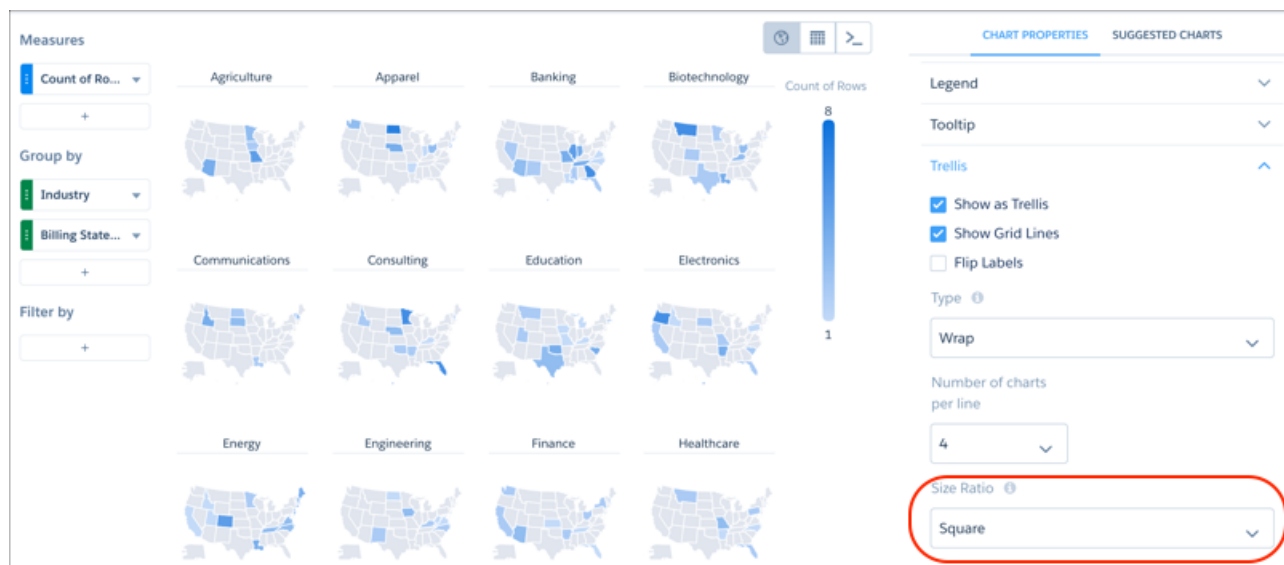 Measures
Count of Ro...
+
Group by
Industry
Billing State...
+
Filter by
+
Agriculture
Apparel
Banking
Biotechnology
Communications
Consulting
Education
Electronics
Energy
Engineering
Finance
Healthcare
Count of Rows
8
1
CHART PROPERTIES
SUGGESTED CHARTS
Legend
Tooltip
Trellis
Show as Trellis
Show Grid Lines
Flip Labels
Type
Wrap
Number of charts
per line
4
Size Ratio
Square